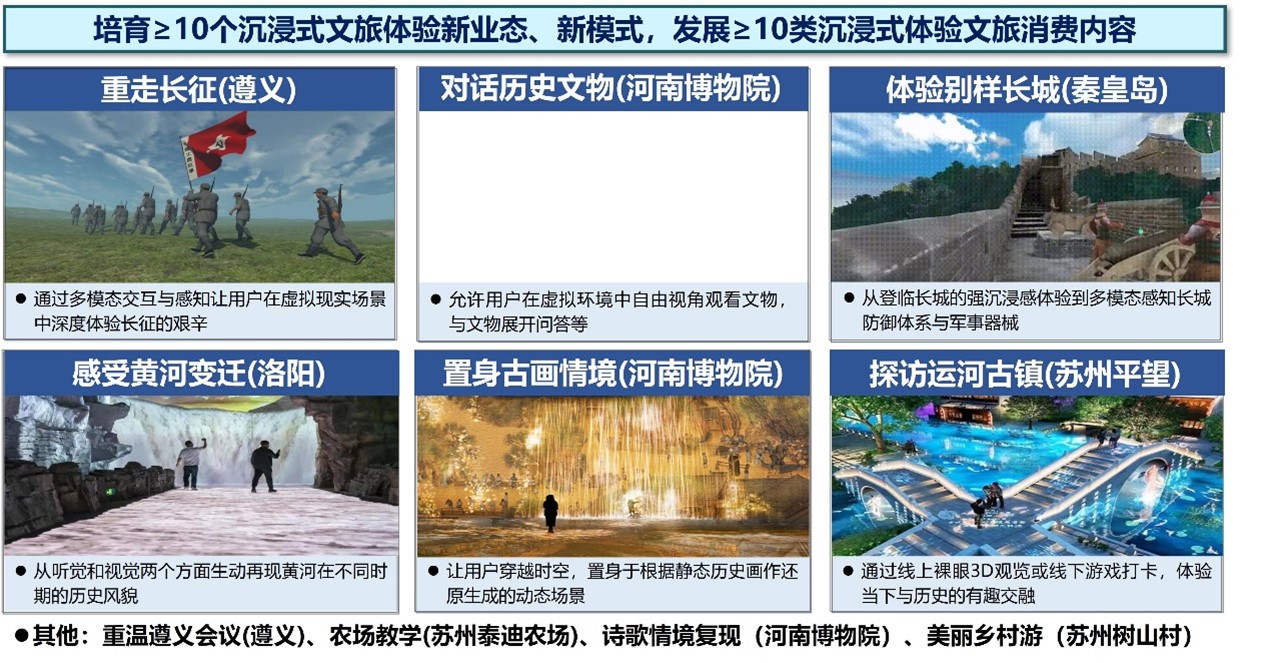 培育≥10个沉浸式文旅体验新业态、新模式，发展≥10类沉浸式体验文旅消费内容
重走长征(遵义)
● 通过多模态交互与感知让用户在虚拟现实场景
中深度体验长征的艰辛
对话历史文物(河南博物院)
● 允许用户在虚拟环境中自由视角观看文物，
与文物展开问答等
体验别样长城(秦皇岛)
● 从登临长城的强沉浸感体验到多模态感知长城
防御体系与军事器械
感受黄河变迁(洛阳)
● 从听觉和视觉两个方面生动再现黄河在不同时
期的历史风貌
置身古画情境(河南博物院)
● 让用户穿越时空，置身于根据静态历史画作还
原生成的动态场景
探访运河古镇(苏州平望)
● 通过线上裸眼3D观览或线下游戏打卡，体验
当下与历史的有趣交融
●其他：重温遵义会议(遵义)、农场教学(苏州泰迪农场)、诗歌情境复现（河南博物院）、美丽乡村游（苏州树山村）